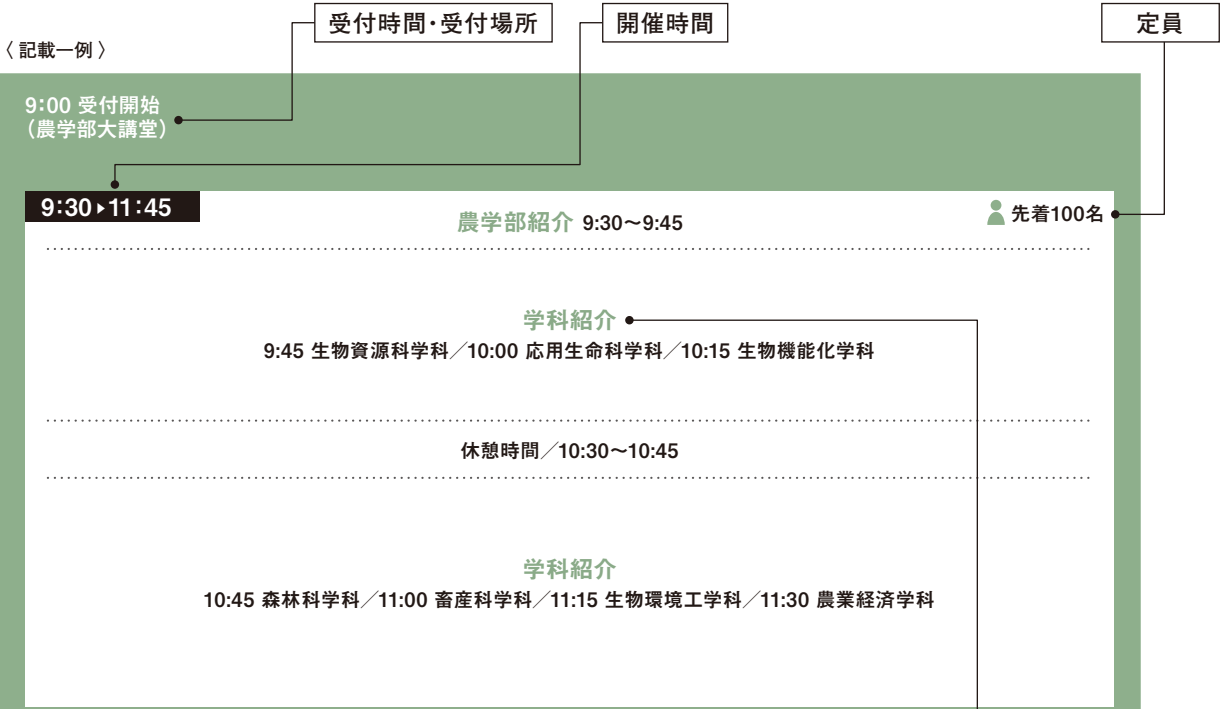 受付時間・受付場所
開催時間
定員
〈 記載一例 〉
9:00 受付開始
（農学部大講堂）
9:30▶11:45
農学部紹介 9:30〜9:45
先着100名
学科紹介
9:45 生物資源科学科／10:00 応用生命科学科／10:15 生物機能化学科
休憩時間／10:30〜10:45
学科紹介
10:45 森林科学科／11:00 畜産科学科／11:15 生物環境工学科／11:30 農業経済学科